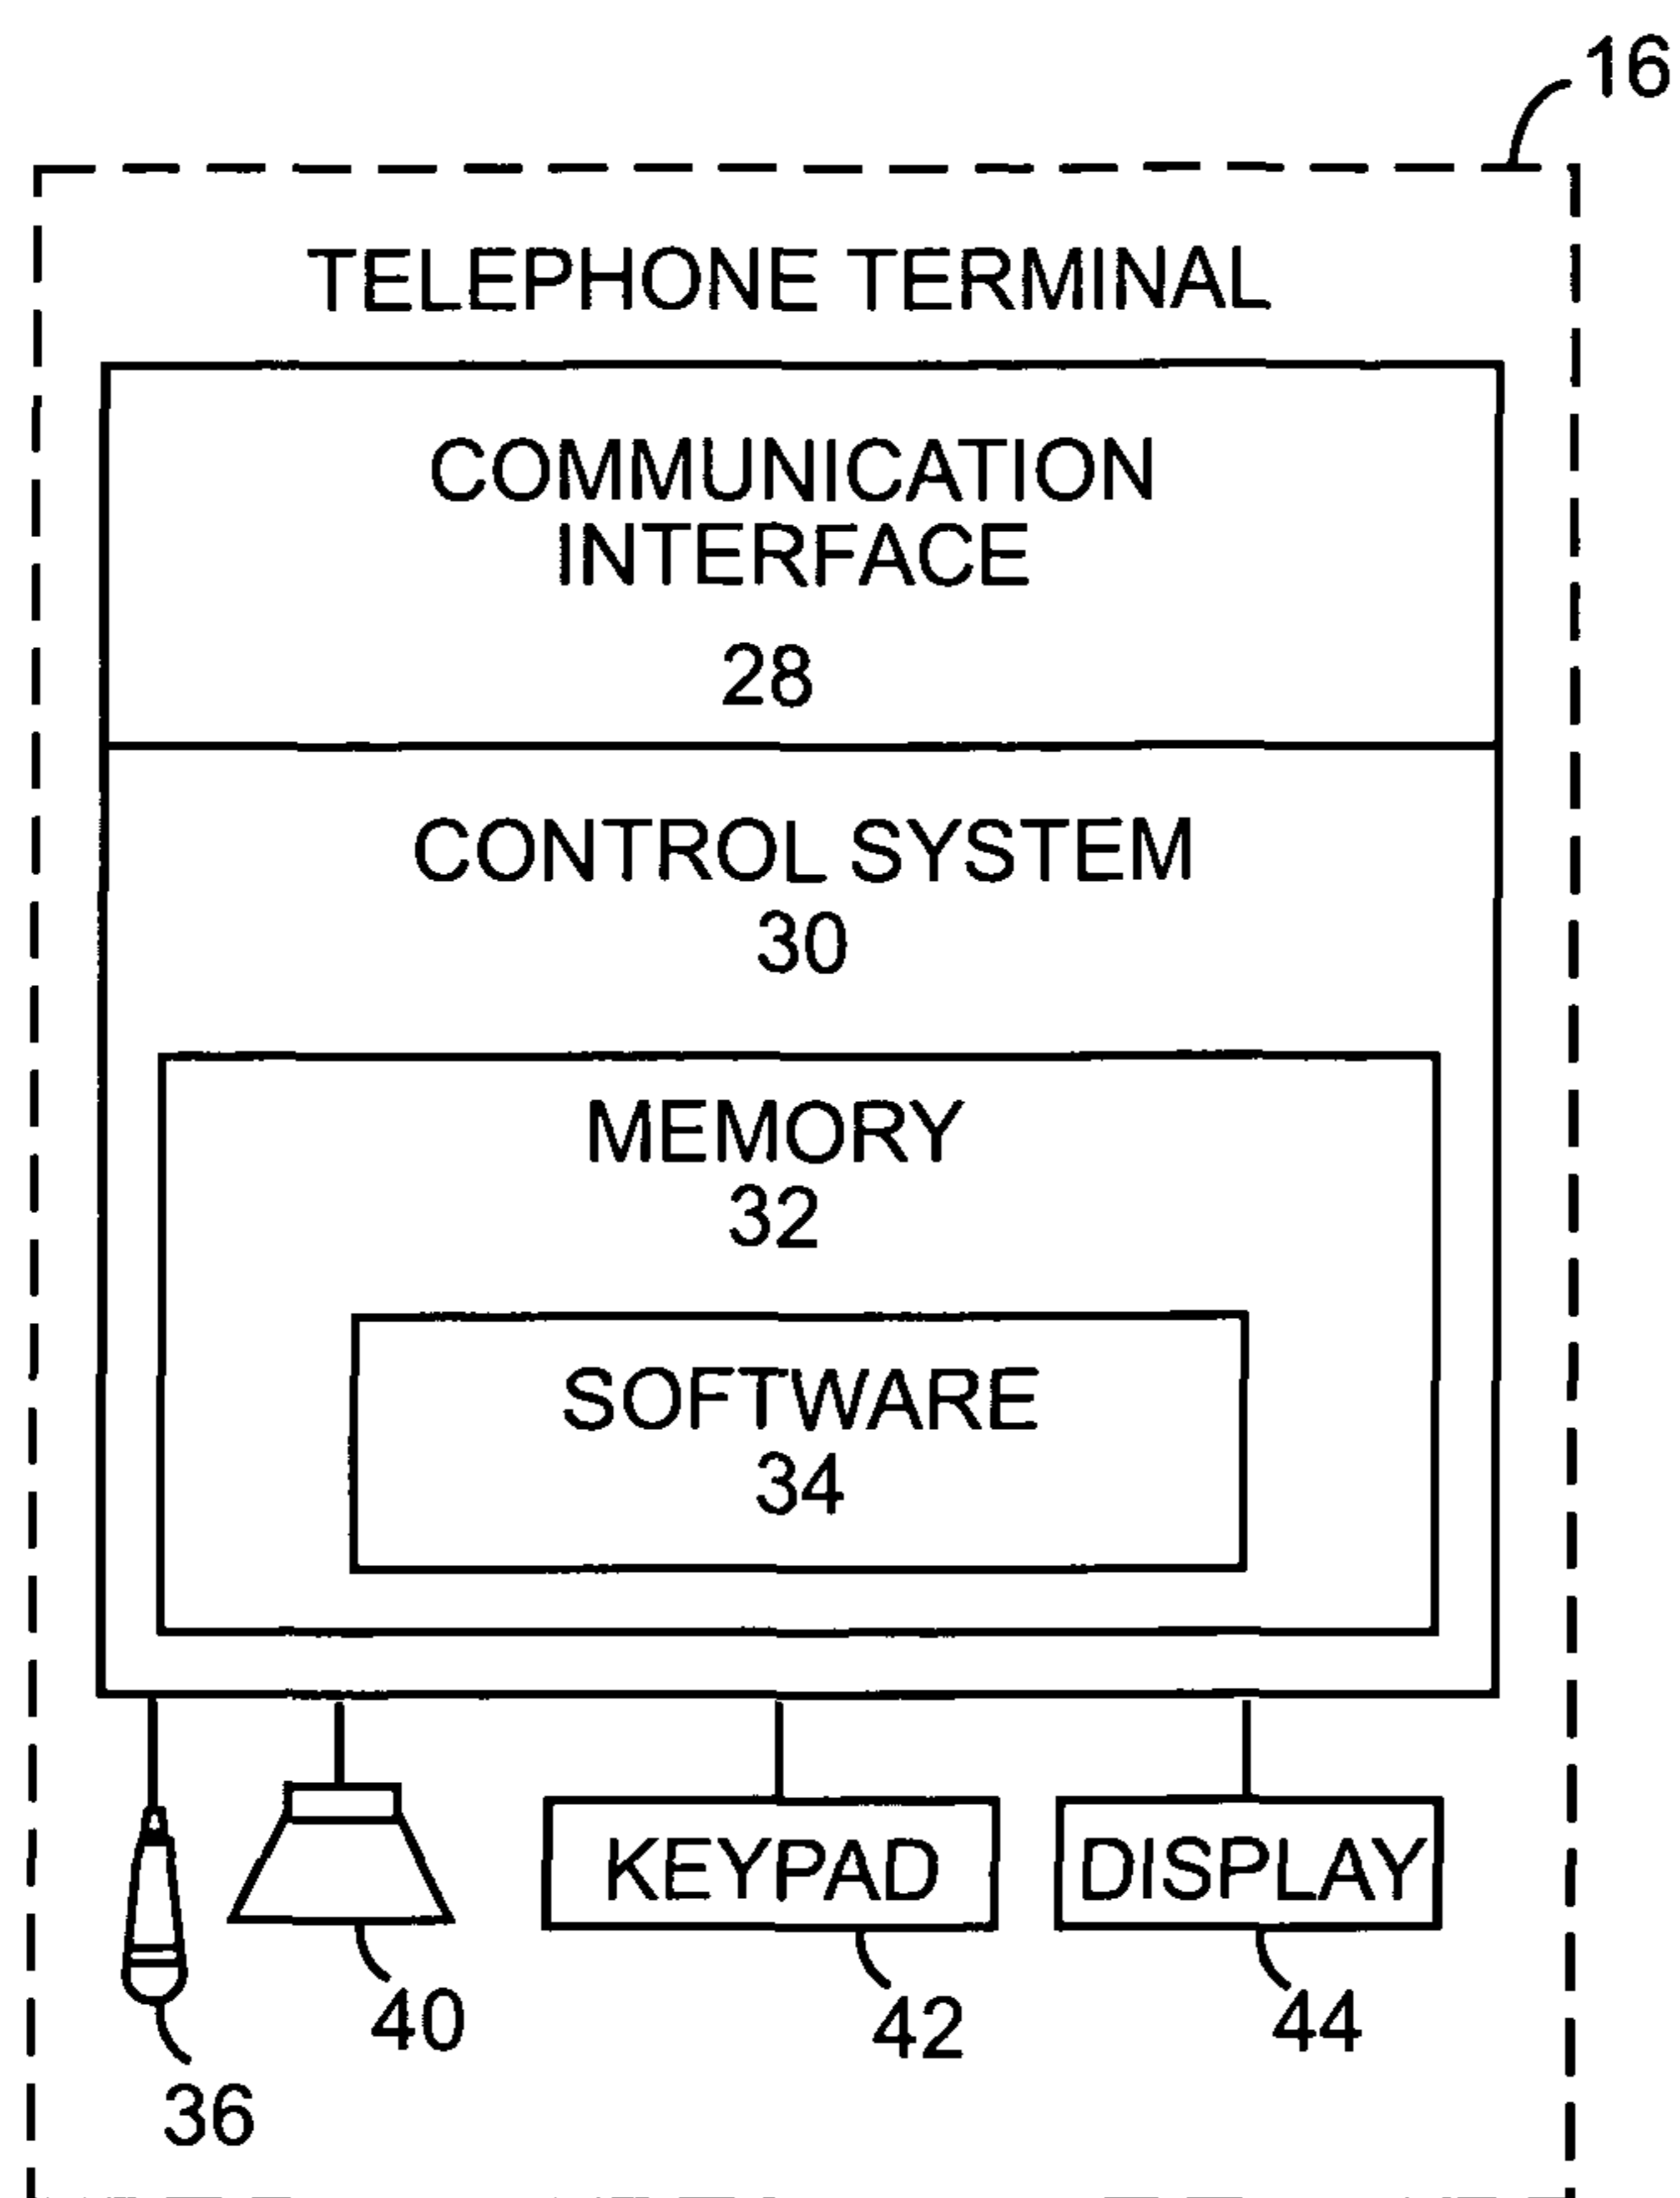 16
TELEPHONE TERMINAL
COMMUNICATION
INTERFACE
28
CONTROL SYSTEM
30
MEMORY
32
SOFTWARE
34
KEYPAD
DISPLAY
40
42
44
36